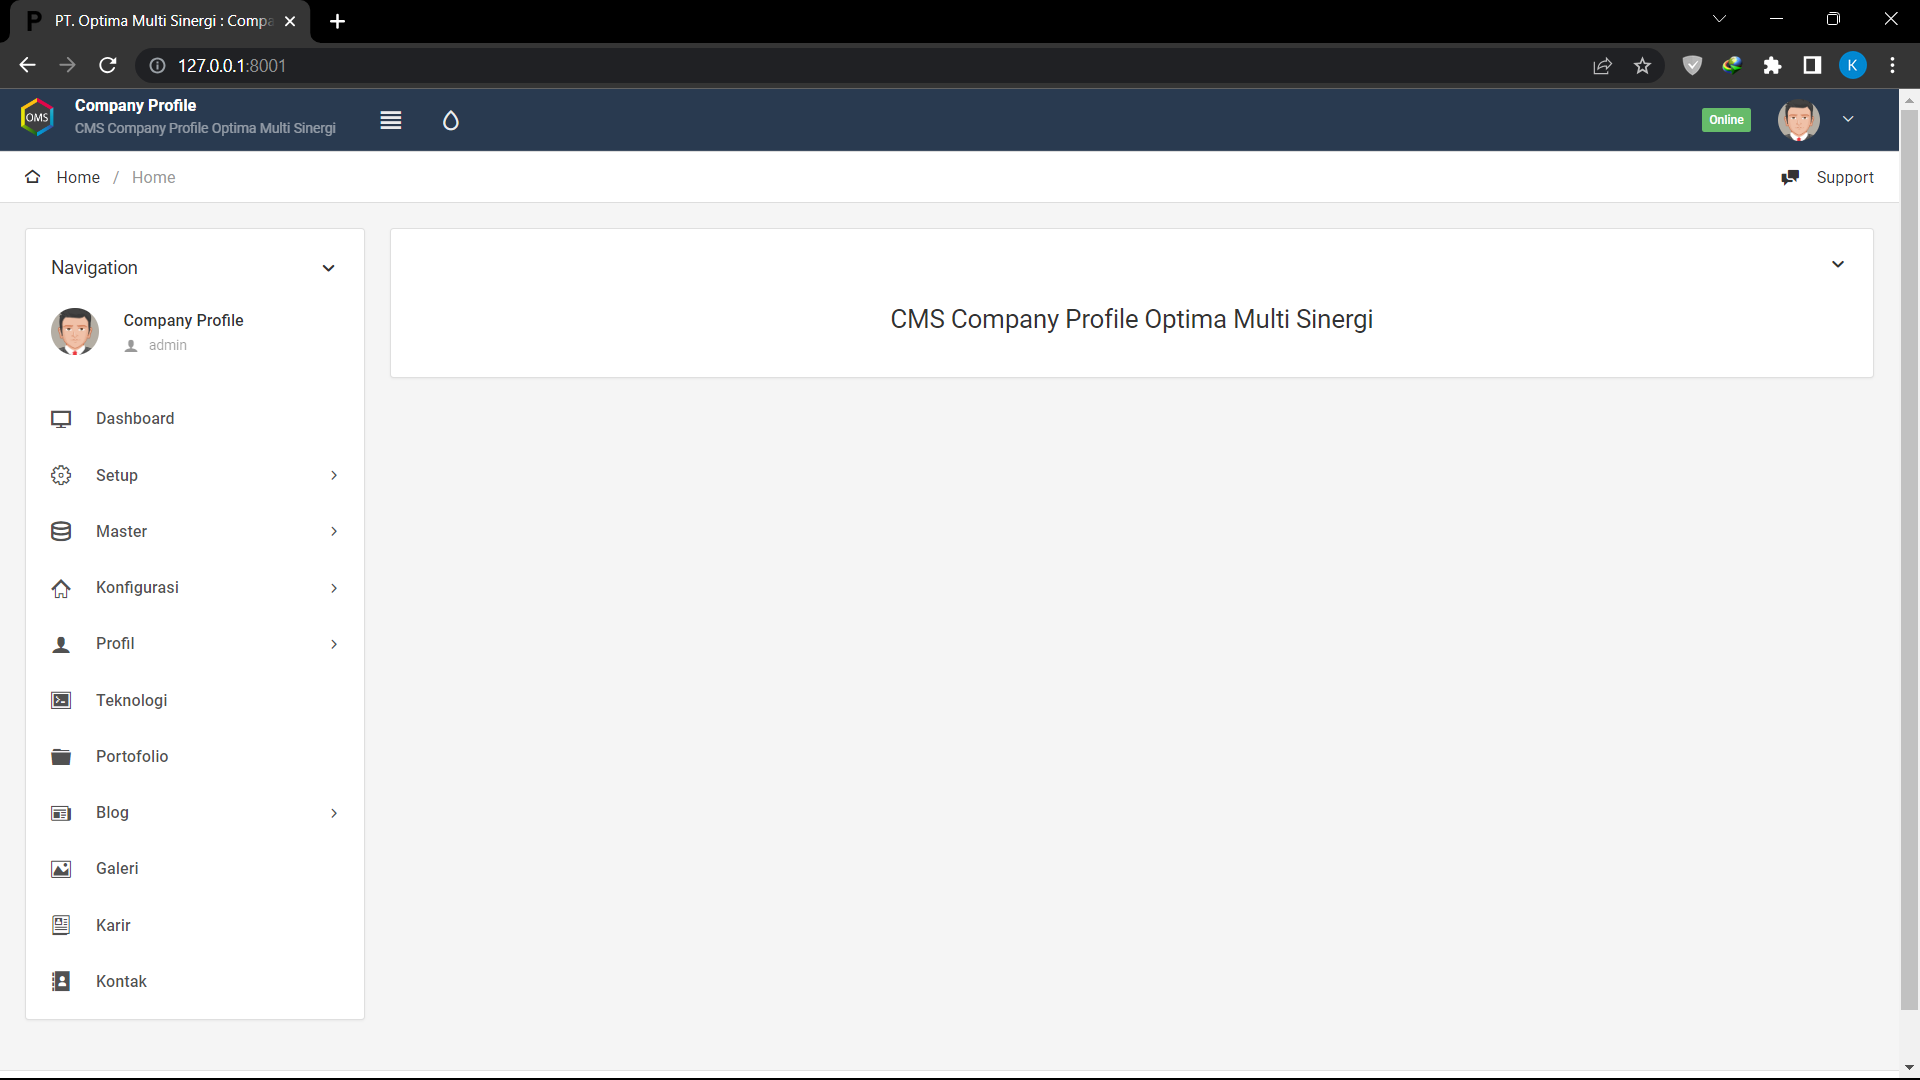 P PT. Optima Multi Sinergi : Compa
127.0.0.1:8001
K
OMS
Company Profile
CMS Company Profile Optima Multi Sinergi
Online
Home / Home
Support
Navigation
Company Profile
admin
Dashboard
Setup
Master
Konfigurasi
Profil
Teknologi
Portofolio
Blog
Galeri
Karir
Kontak
CMS Company Profile Optima Multi Sinergi